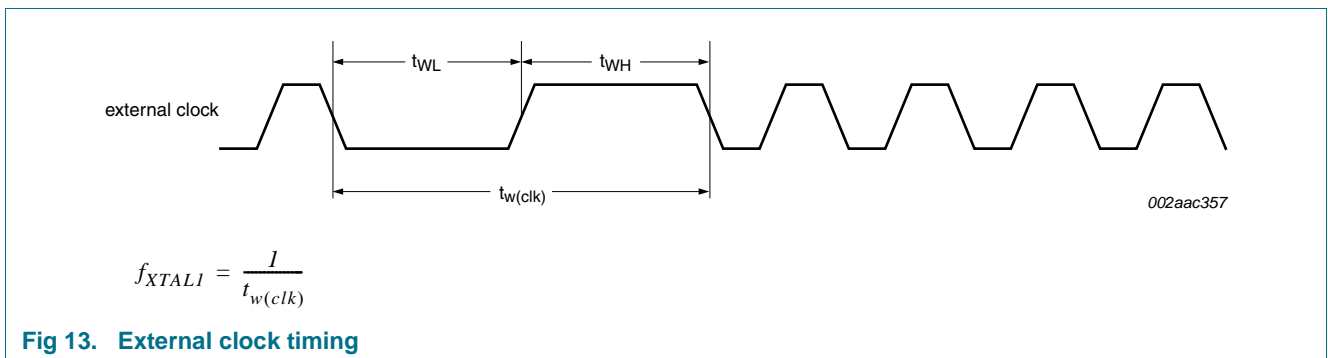 t_WL
t_WH
external clock
t_w(clk)
002aac357
f_XTAL1 = 1 / t_w(clk)
Fig 13. External clock timing